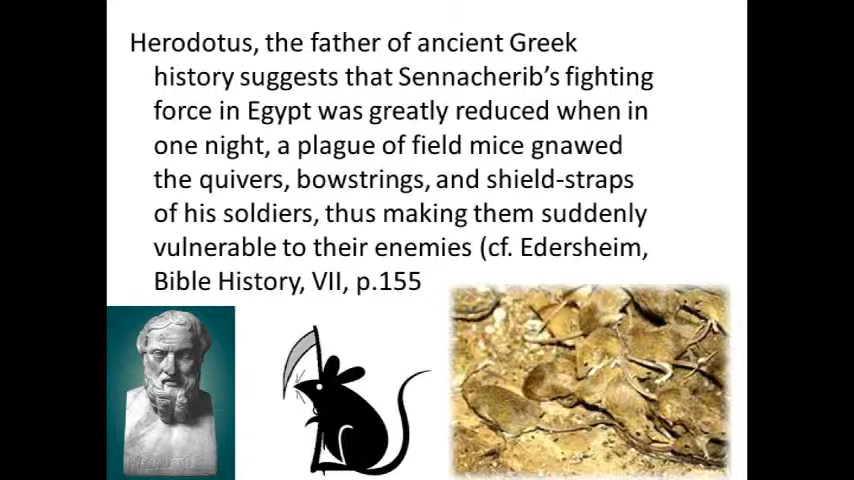 Herodotus, the father of ancient Greek
history suggests that Sennacherib's fighting
force in Egypt was greatly reduced when in
one night, a plague of field mice gnawed
the quivers, bowstrings, and shield-straps
of his soldiers, thus making them suddenly
vulnerable to their enemies (cf. Edersheim,
Bible History, VII, p.155